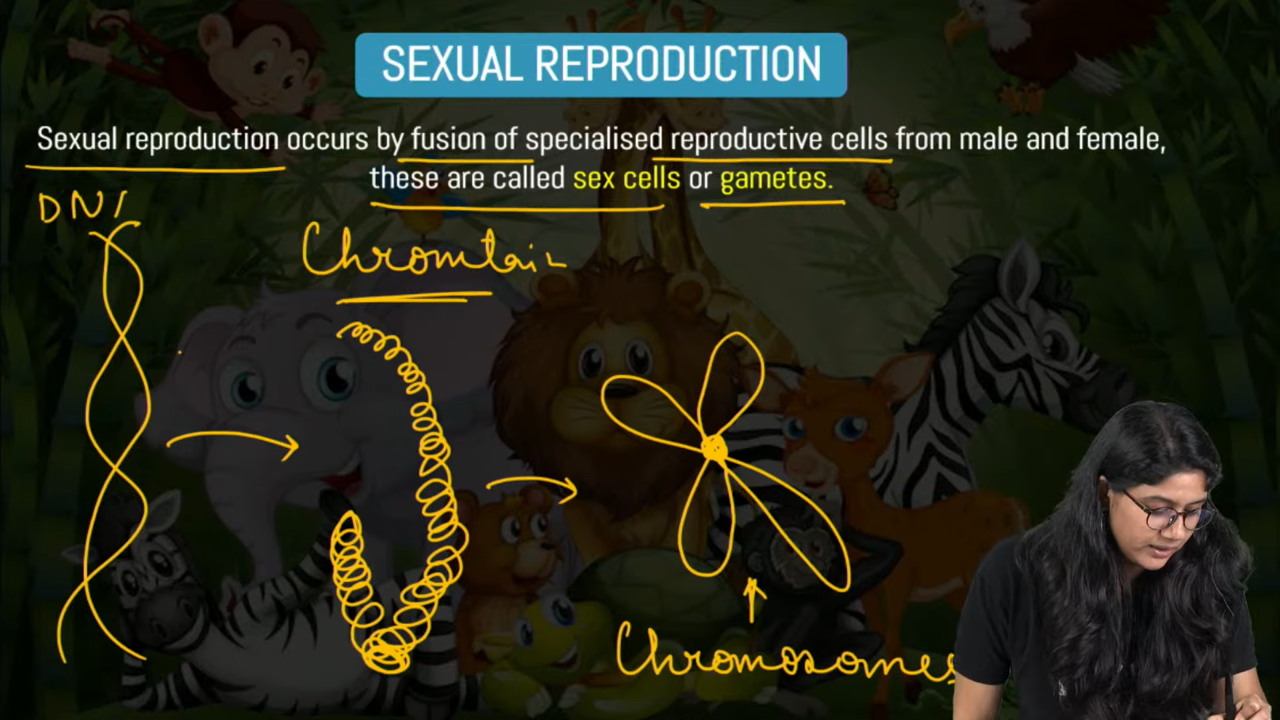 SEXUAL REPRODUCTION
Sexual reproduction occurs by fusion of specialised reproductive cells from male and female,
these are called sex cells or gametes.
DNA
Chromtain
Chromosomes